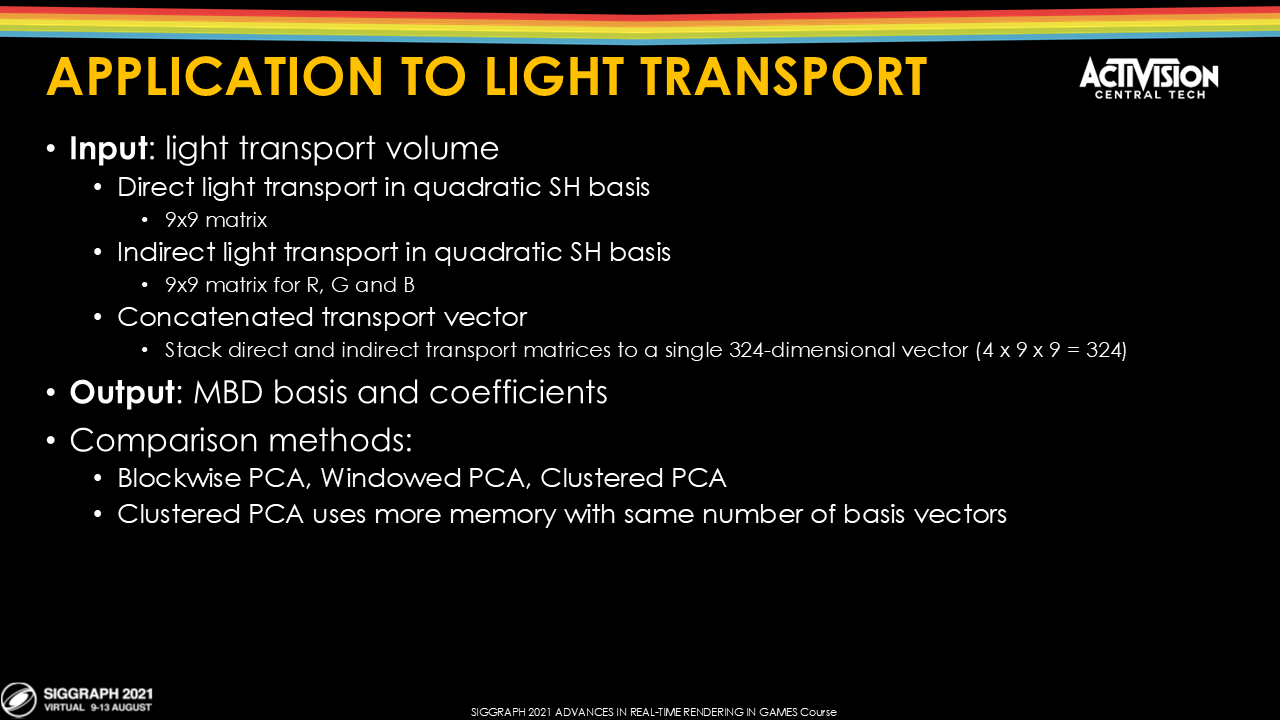 APPLICATION TO LIGHT TRANSPORT
ACTIVISION
CENTRAL TECH
• Input: light transport volume
• Direct light transport in quadratic SH basis
• 9x9 matrix
• Indirect light transport in quadratic SH basis
• 9x9 matrix for R, G and B
• Concatenated transport vector
• Stack direct and indirect transport matrices to a single 324-dimensional vector (4 x 9 x 9 = 324)
• Output: MBD basis and coefficients
• Comparison methods:
• Blockwise PCA, Windowed PCA, Clustered PCA
• Clustered PCA uses more memory with same number of basis vectors
SIGGRAPH 2021
VIRTUAL 9-13 AUGUST
SIGGRAPH 2021 ADVANCES IN REAL-TIME RENDERING IN GAMES Course